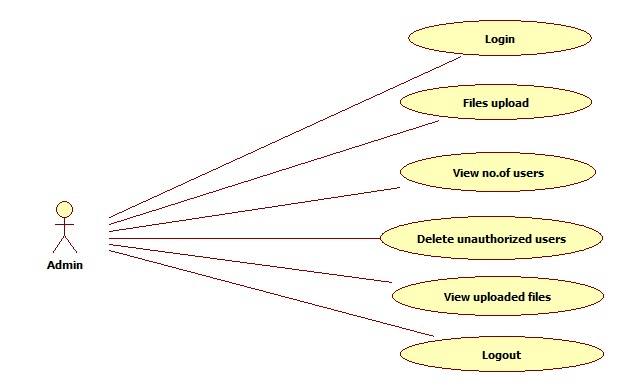 Login
Files upload
View no.of users
Delete unauthorized users
Admin
View uploaded files
Logout